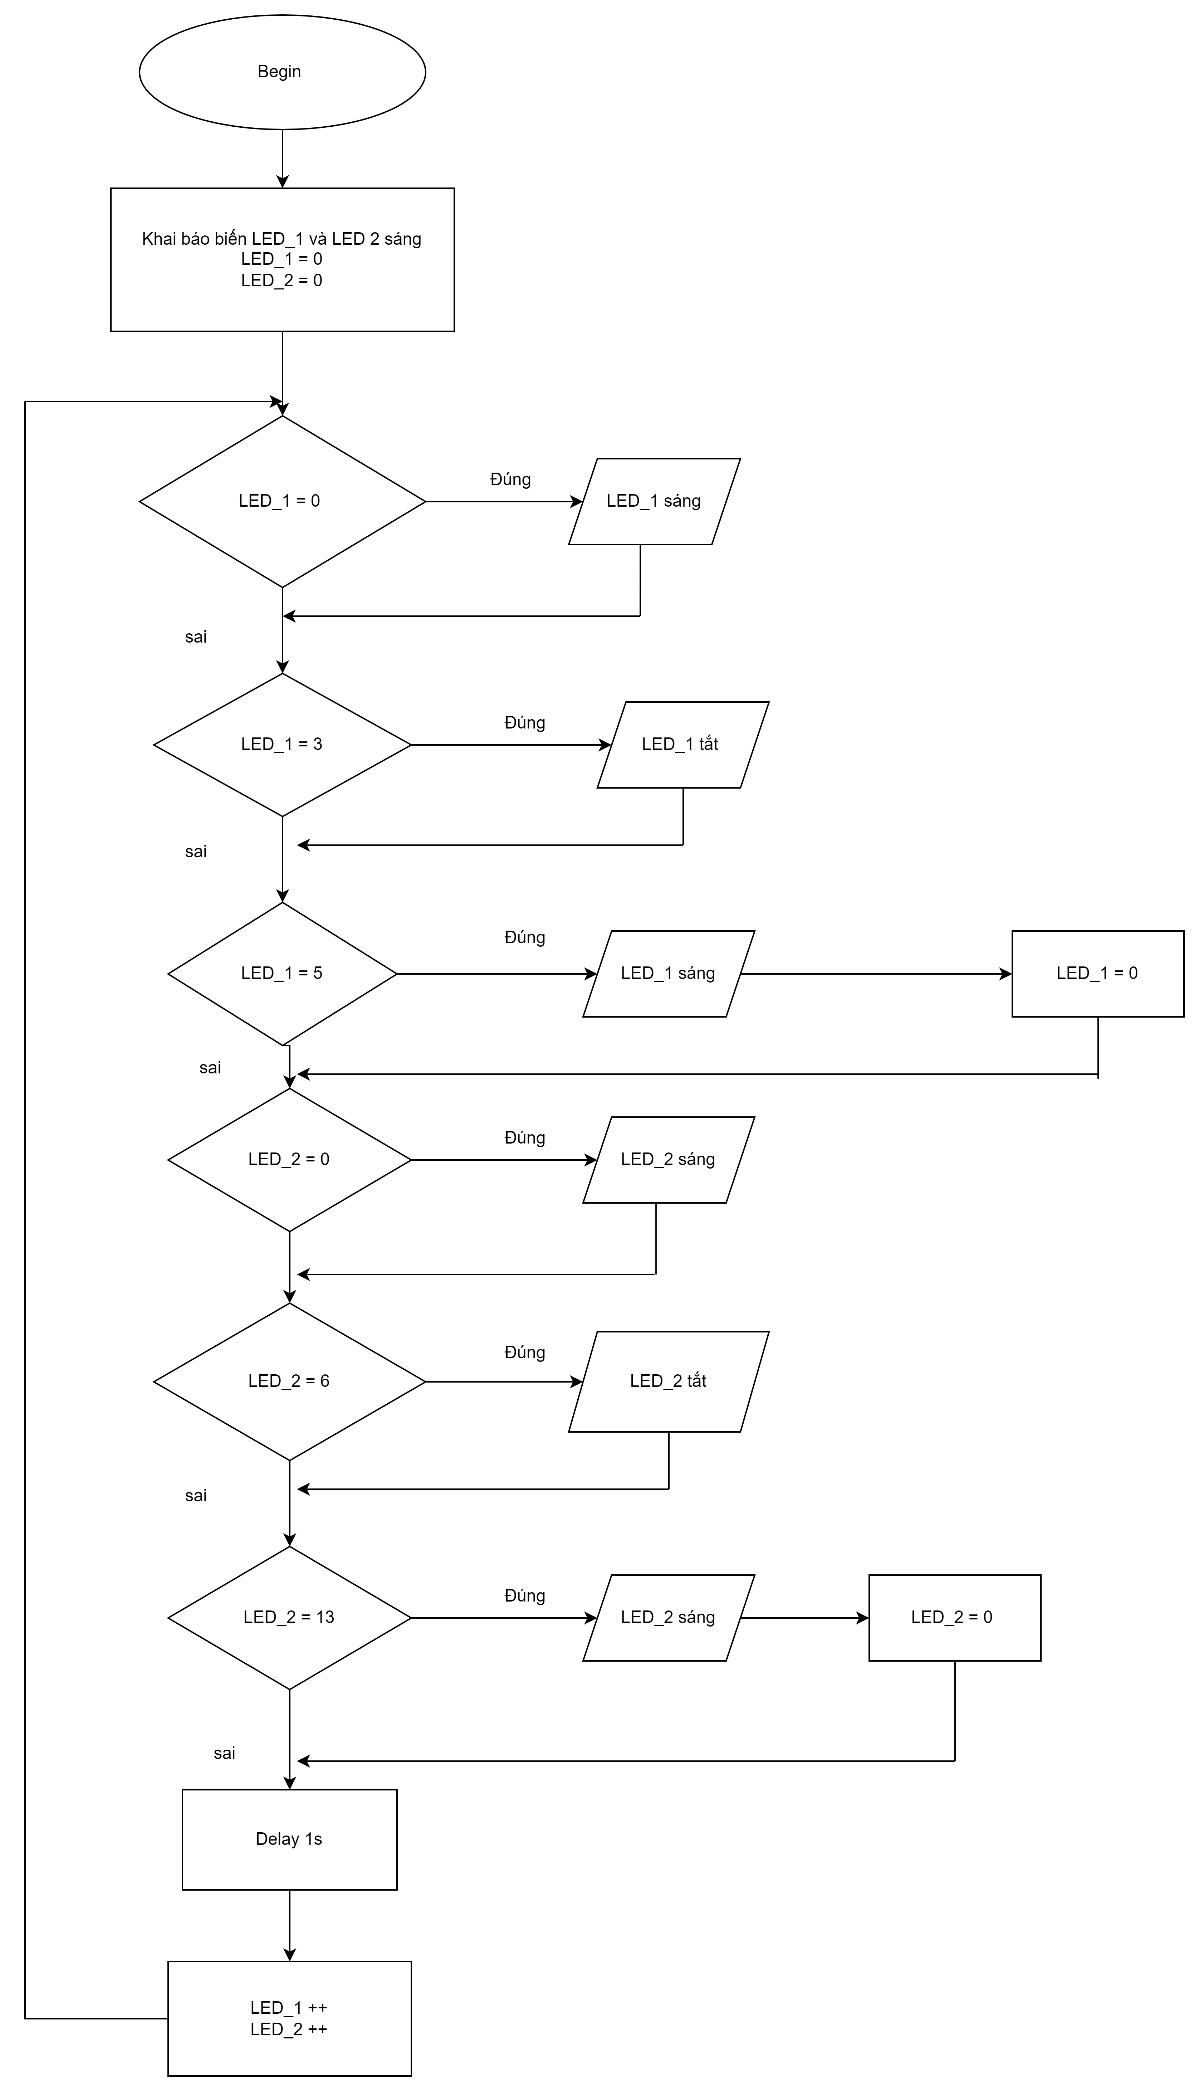 Begin
Khai báo biến LED_1 và LED 2 sáng
LED_1 = 0
LED_2 = 0
LED_1 = 0
Đúng
LED_1 sáng
sai
LED_1 = 3
Đúng
LED_1 tắt
sai
LED_1 = 5
Đúng
LED_1 sáng
LED_1 = 0
sai
LED_2 = 0
Đúng
LED_2 sáng
LED_2 = 6
Đúng
LED_2 tắt
sai
LED_2 = 13
Đúng
LED_2 sáng
LED_2 = 0
sai
Delay 1s
LED_1 ++
LED_2 ++